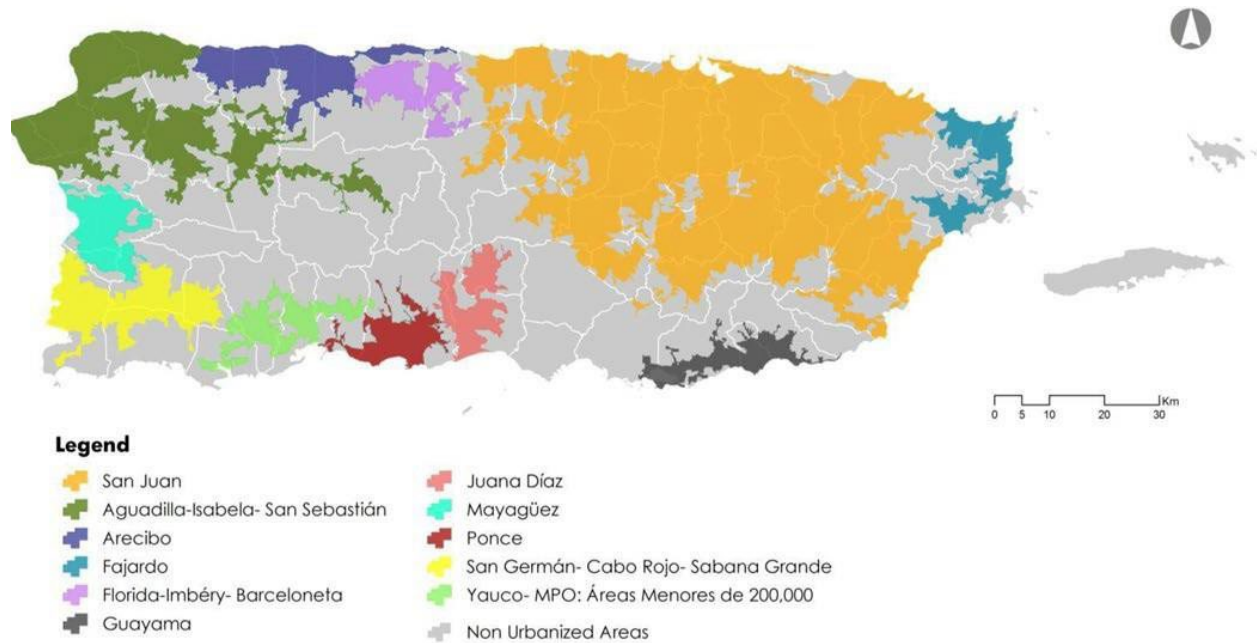 Km
0 5 10 20 30
Legend
San Juan
Aguadilla-Isabela- San Sebastián
Arecibo
Fajardo
Florida-Imbéry- Barceloneta
Guayama
Juana Díaz
Mayagüez
Ponce
San Germán- Cabo Rojo- Sabana Grande
Yauco- MPO: Áreas Menores de 200,000
Non Urbanized Areas